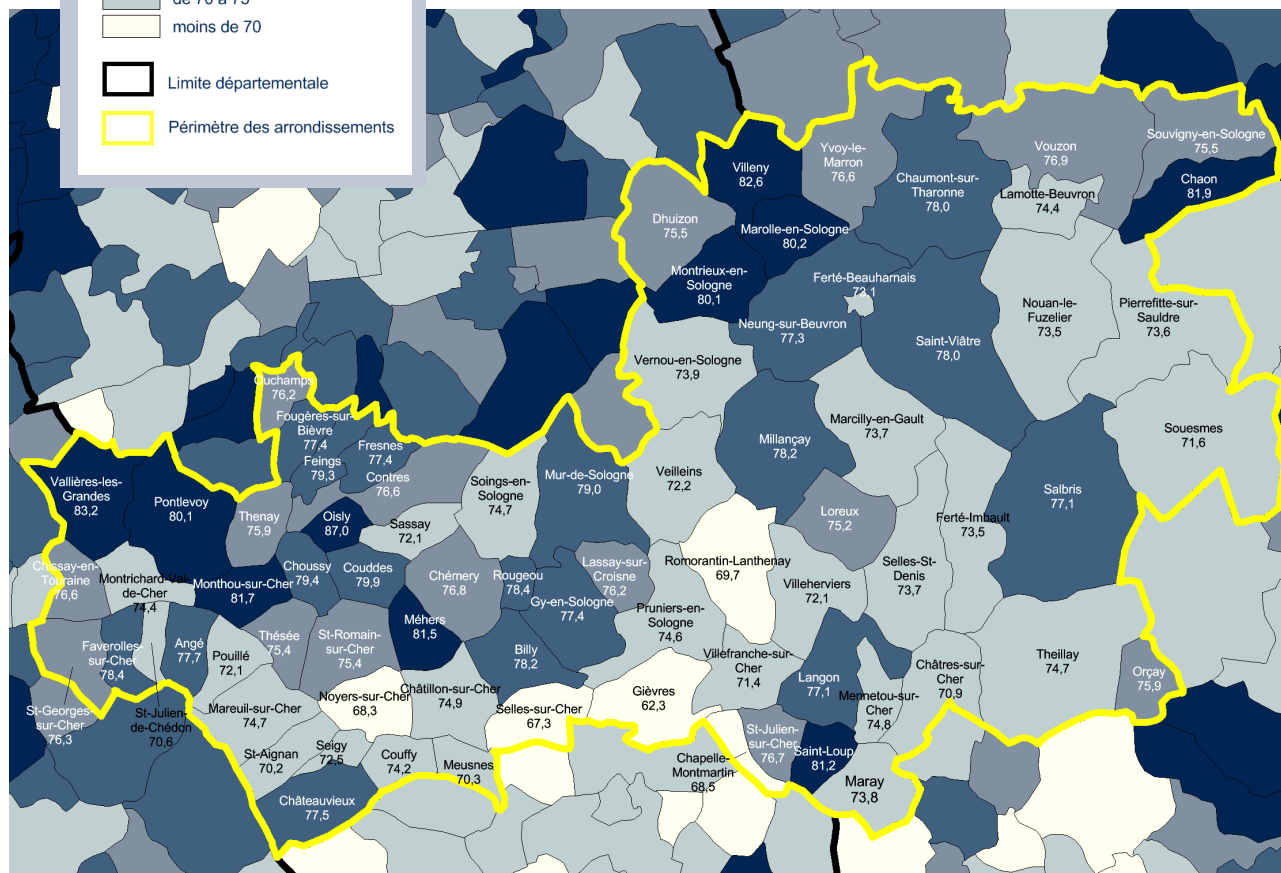 de 70 à 75
moins de 70
Limite départementale
Périmètre des arrondissements
Souvigny-en-Sologne
75,5
Vouzon
76,9
Yvoy-le-
Marron
76,6
Villeny
82,6
Chaumont-sur-
Tharonne
78,0
Chaon
81,9
Lamotte-Beuvron
74,4
Dhuizon
75,5
Marolle-en-Sologne
80,2
Montrieux-en-
Sologne
80,1
Ferté-Beauharnais
73,1
Nouan-le-
Fuzelier
73,5
Pierrefitte-sur-
Sauldre
73,6
Neung-sur-Beuvron
77,3
Saint-Viâtre
78,0
Vernou-en-Sologne
73,9
Ouchamps
76,2
Fougères-sur-
Bièvre
77,4
Marcilly-en-Gault
73,7
Souesmes
71,6
Millançay
78,2
Fresnes
77,4
Feings
79,3
Contres
76,6
Soings-en-
Sologne
74,7
Mur-de-Sologne
79,0
Veilleins
72,2
Vallières-les-
Grandes
83,2
Pontlevoy
80,1
Salbris
77,1
Thenay
75,9
Oisly
87,0
Sassay
72,1
Loreux
75,2
Ferté-Imbault
73,5
Chissay-en-
Touraine
76,6
Montrichard-Val-
de-Cher
74,4
Monthou-sur-Cher
81,7
Choussy
79,4
Couddes
79,9
Chémery
76,8
Rougeou
78,4
Lassay-sur-
Croisne
76,2
Romorantin-Lanthenay
69,7
Villeherviers
72,1
Selles-St-
Denis
73,7
Gy-en-Sologne
77,4
Méhers
81,5
Pruniers-en-
Sologne
74,6
Faverolles-
sur-Cher
78,4
Angé
77,7
Pouillé
72,1
Thésée
75,4
St-Romain-
sur-Cher
75,4
Billy
78,2
Villefranche-sur-
Cher
71,4
Theillay
74,7
Orçay
75,9
Châtres-sur-
Cher
70,9
Langon
77,1
Mennetou-sur-
Cher
74,8
Noyers-sur-Cher
68,3
Châtillon-sur-Cher
74,9
Selles-sur-Cher
67,3
Gièvres
62,3
St-Georges-
sur-Cher
76,3
St-Julien-
de-Chédon
70,6
Mareuil-sur-Cher
74,7
St-Julien-
sur-Cher
76,7
Saint-Loup
81,2
St-Aignan
70,2
Seigy
72,5
Couffy
74,2
Meusnes
70,3
Chapelle-
Montmartin
68,5
Maray
73,8
Châteauvieux
77,5